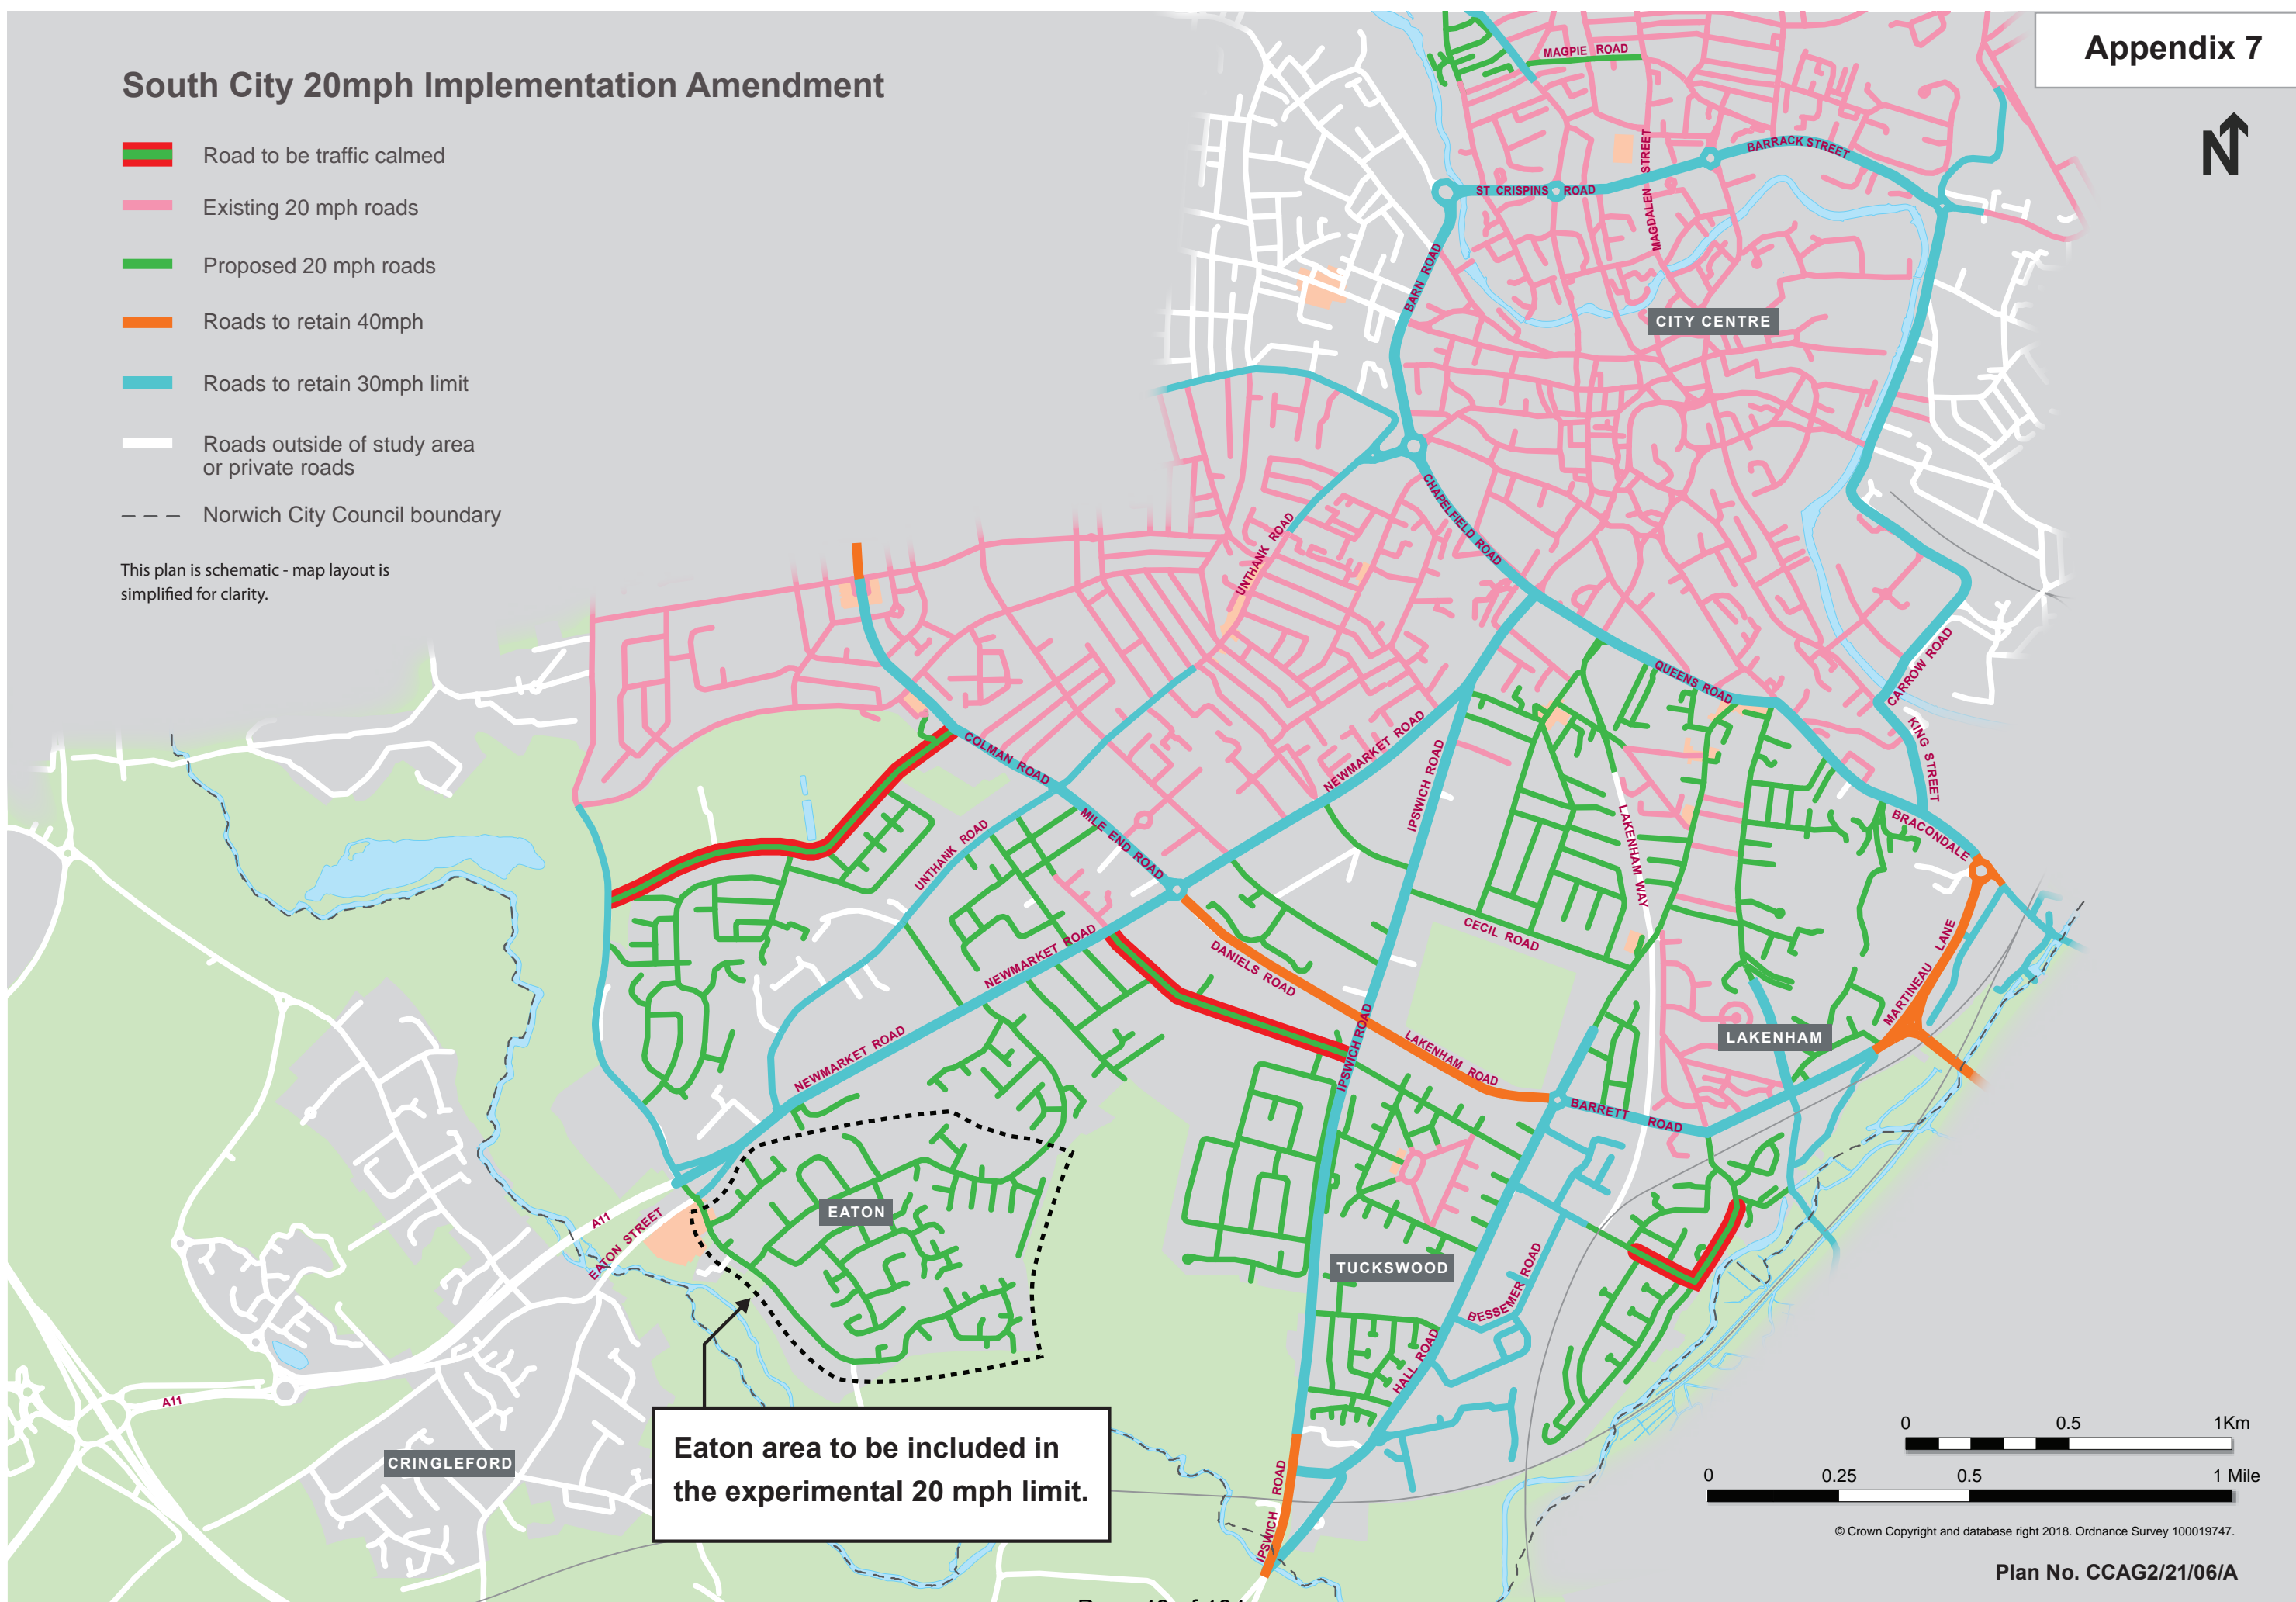 Appendix 7
South City 20mph Implementation Amendment
N
Road to be traffic calmed
Existing 20 mph roads
Proposed 20 mph roads
Roads to retain 40mph
Roads to retain 30mph limit
Roads outside of study area
or private roads
Norwich City Council boundary
This plan is schematic - map layout is
simplified for clarity.
MAGPIE ROAD
MAGDALEN STREET
BARRACK STREET
ST CRISPINS ROAD
BARN ROAD
CITY CENTRE
CHAPELFIELD ROAD
UNTHANK ROAD
QUEENS ROAD
CARROW ROAD
KING STREET
NEWMARKET ROAD
IPSWICH ROAD
COLMAN ROAD
MILE END ROAD
UNTHANK ROAD
LAKENHAM WAY
BRACONDALE
CECIL ROAD
NEWMARKET ROAD
DANIELS ROAD
MARTINEAU LANE
LAKENHAM
NEWMARKET ROAD
IPSWICH ROAD
LAKENHAM ROAD
BARRETT ROAD
EATON
A11
EATON STREET
TUCKSWOOD
BESSEMER ROAD
HALL ROAD
A11
CRINGLEFORD
IPSWICH ROAD
Eaton area to be included in
the experimental 20 mph limit.
0 0.5 1Km
0 0.25 0.5 1 Mile
© Crown Copyright and database right 2018. Ordnance Survey 100019747.
Plan No. CCAG2/21/06/A